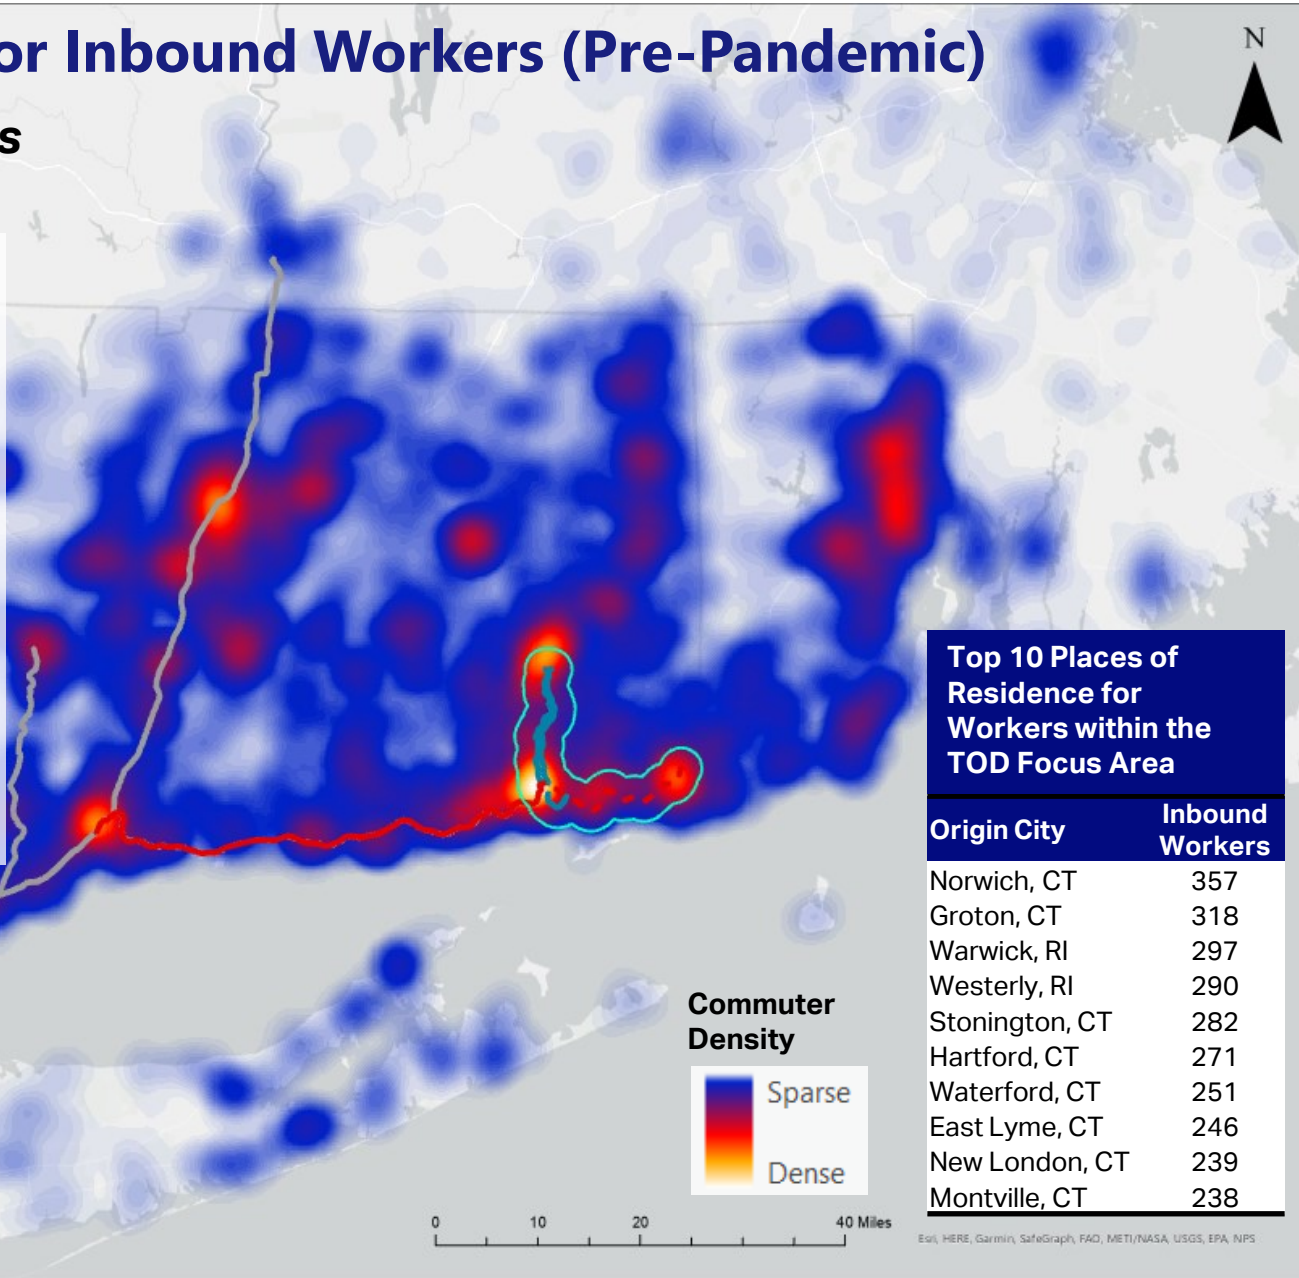 or Inbound Workers (Pre-Pandemic)
s
N
Top 10 Places of
Residence for
Workers within the
TOD Focus Area
Origin City Inbound Workers
Norwich, CT 357
Groton, CT 318
Warwick, RI 297
Westerly, RI 290
Stonington, CT 282
Hartford, CT 271
Waterford, CT 251
East Lyme, CT 246
New London, CT 239
Montville, CT 238
Commuter
Density
Sparse
Dense
0 10 20 40 Miles
Esri, HERE, Garmin, SafeGraph, FAO, METI/NASA, USGS, EPA, NPS